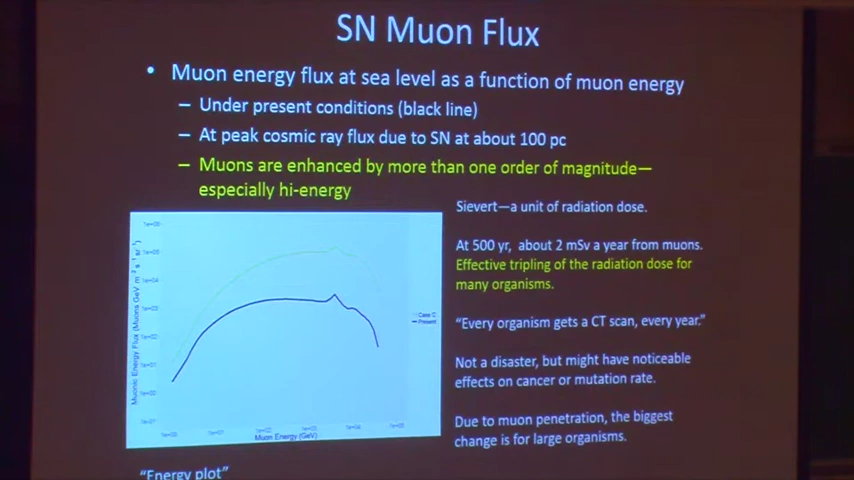 SN Muon Flux
• Muon energy flux at sea level as a function of muon energy
– Under present conditions (black line)
– At peak cosmic ray flux due to SN at about 100 pc
– Muons are enhanced by more than one order of magnitude—
especially hi-energy
Sievert—a unit of radiation dose.
At 500 yr, about 2 mSv a year from muons.
Effective tripling of the radiation dose for
many organisms.
"Every organism gets a CT scan, every year."
Not a disaster, but might have noticeable
effects on cancer or mutation rate.
Due to muon penetration, the biggest
change is for large organisms.
Case C
Present
Muon Energy (GeV)
"Energy plot"